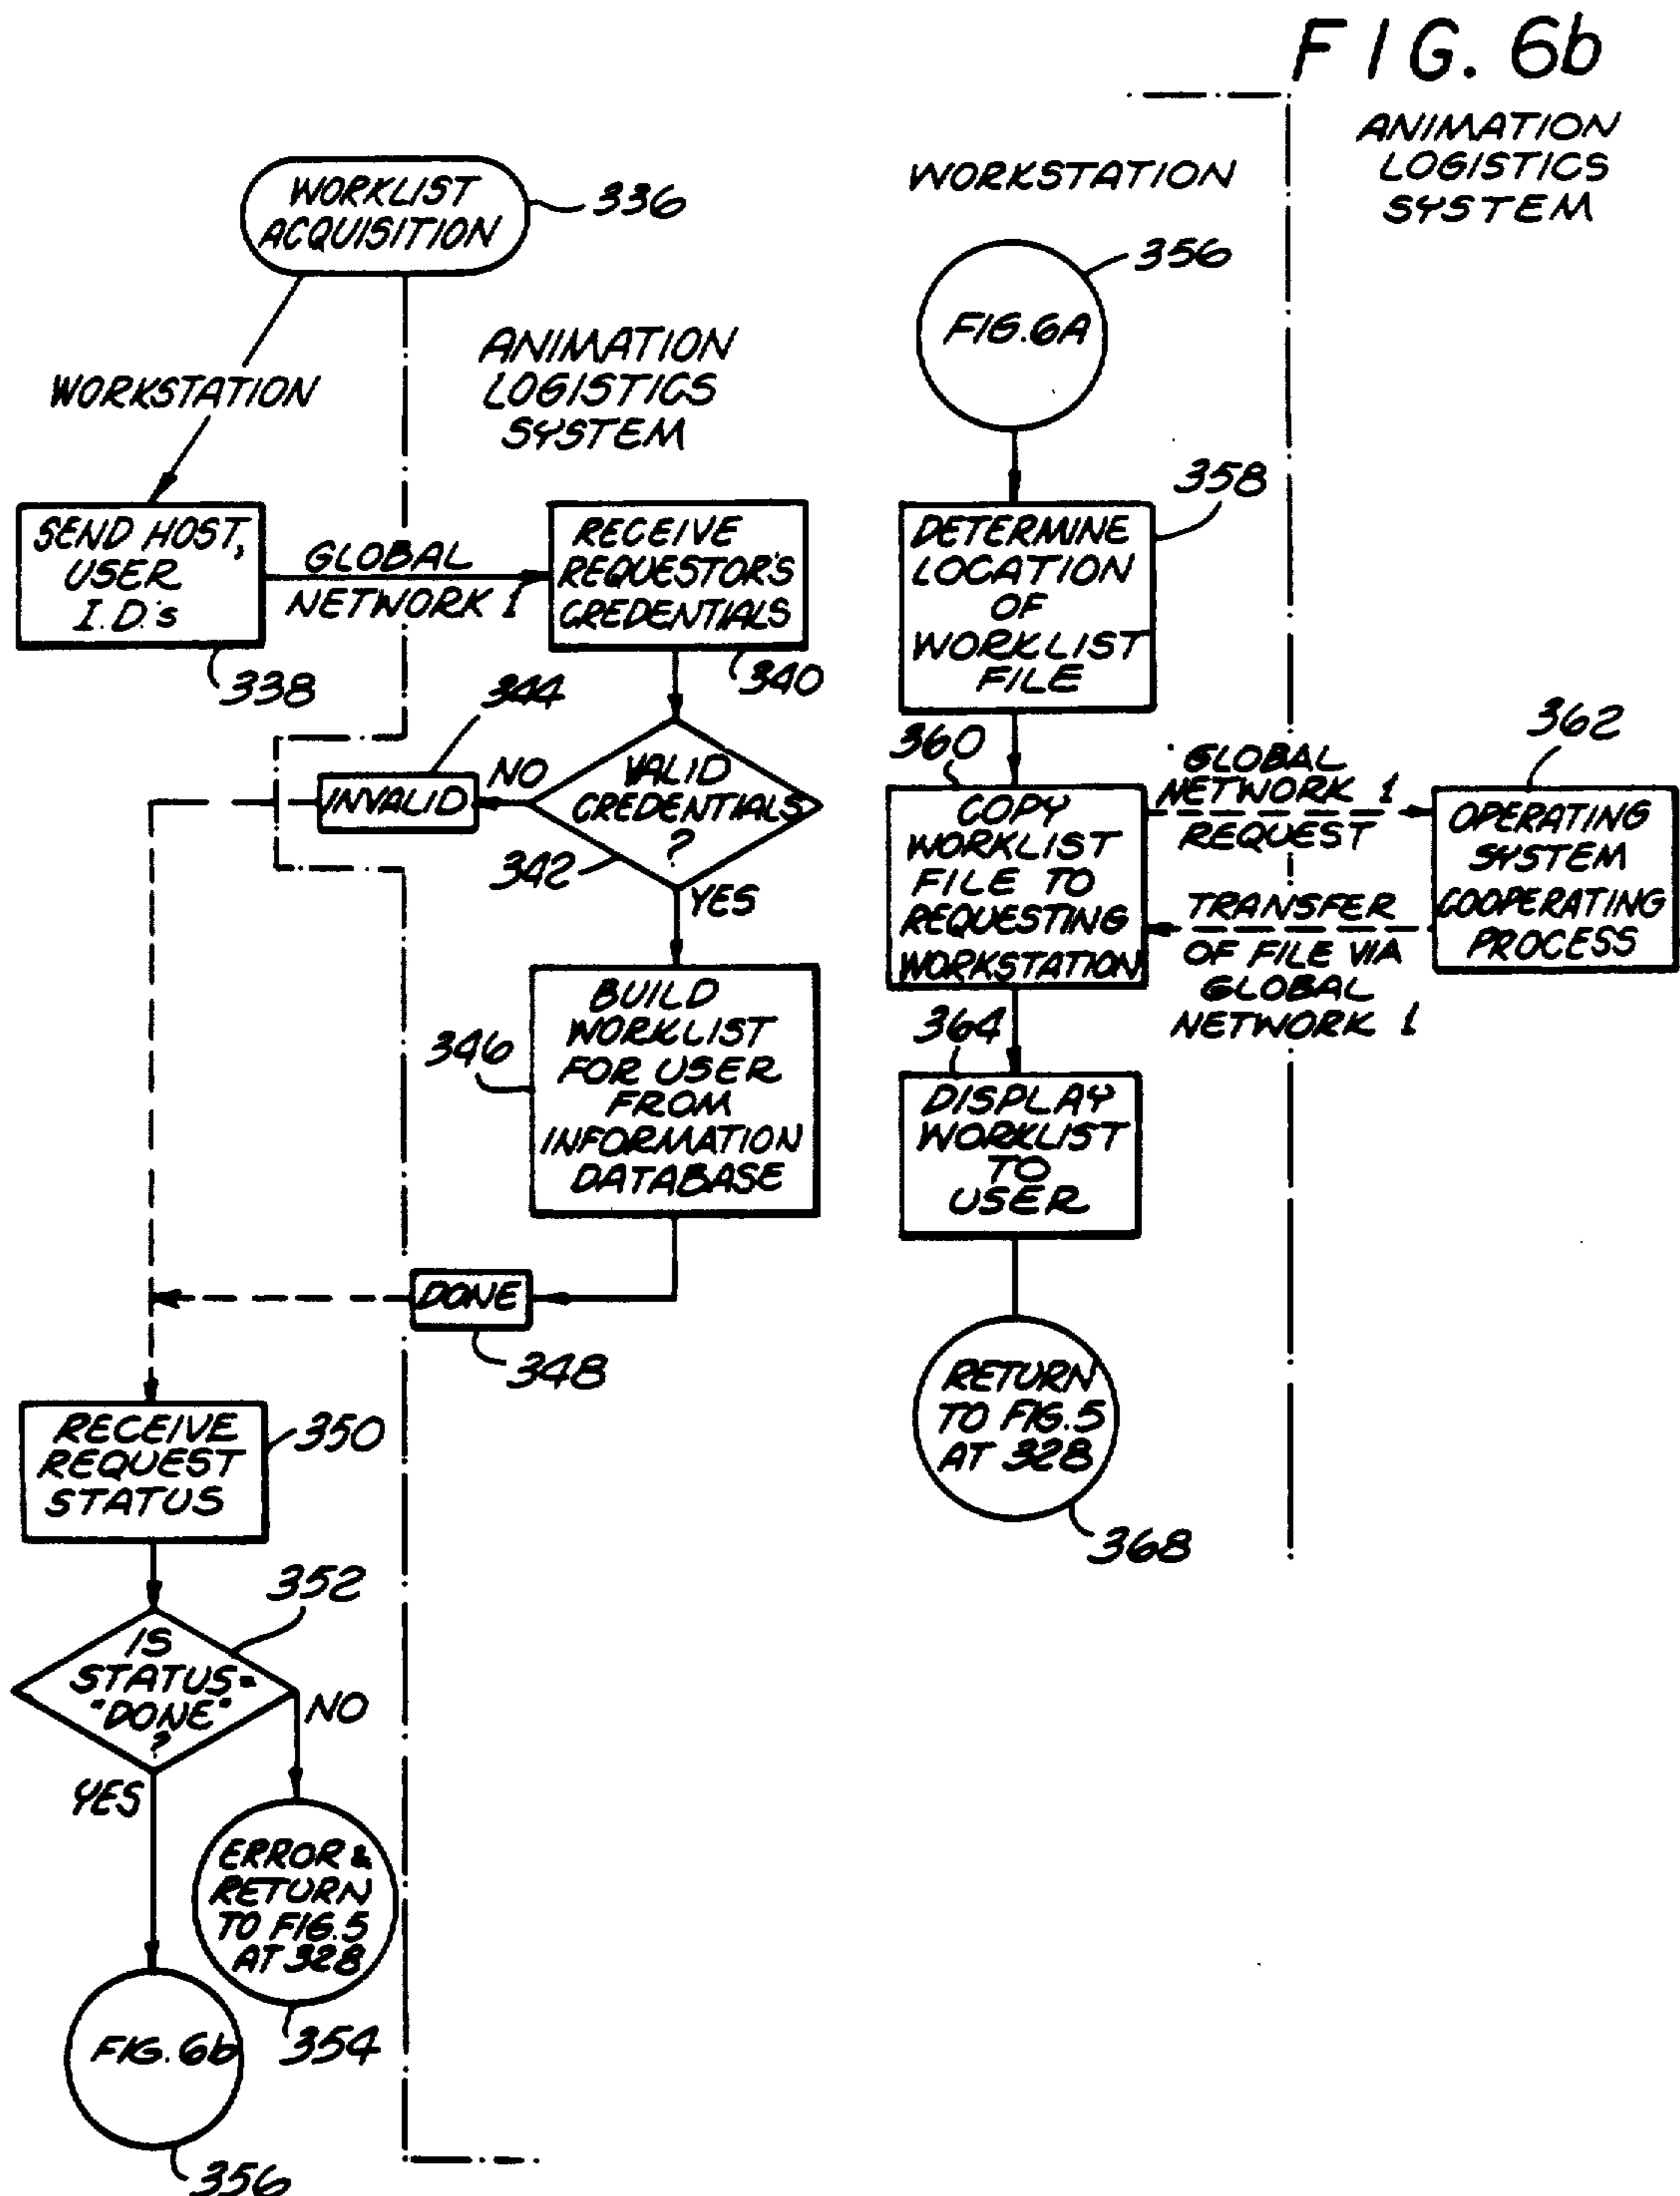 FIG. 6b
WORKLIST
ACQUISITION
336
WORKSTATION
ANIMATION
LOGISTICS
SYSTEM
SEND HOST,
USER
I.D.'s
338
GLOBAL
NETWORK 1
RECEIVE
REQUESTOR'S
CREDENTIALS
340
344
INVALID
NO
VALID
CREDENTIALS
?
342
YES
346
BUILD
WORKLIST
FOR USER
FROM
INFORMATION
DATABASE
DONE
348
RECEIVE
REQUEST
STATUS
350
352
IS
STATUS=
"DONE"
?
NO
YES
ERROR &
RETURN
TO FIG.5
AT 328
354
FIG. 6b
356
WORKSTATION
ANIMATION
LOGISTICS
SYSTEM
356
FIG.6A
358
DETERMINE
LOCATION
OF
WORKLIST
FILE
360
COPY
WORKLIST
FILE TO
REQUESTING
WORKSTATION
GLOBAL
NETWORK 1
REQUEST
TRANSFER
OF FILE VIA
GLOBAL
NETWORK 1
362
OPERATING
SYSTEM
COOPERATING
PROCESS
364
DISPLAY
WORKLIST
TO
USER
RETURN
TO FIG.5
AT 328
368